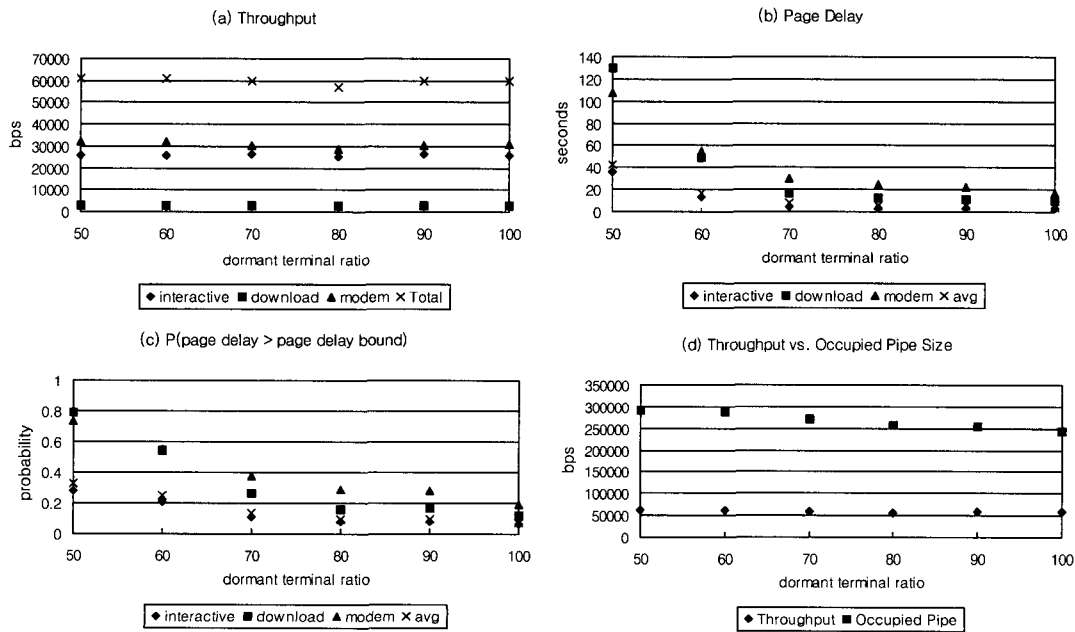 (a) Throughput
70000
60000
50000
40000
30000
20000
10000
0
bps
50 60 70 80 90 100
dormant terminal ratio
interactive download modem Total
(b) Page Delay
140
120
100
80
60
40
20
0
seconds
50 60 70 80 90 100
dormant terminal ratio
interactive download modem avg
(c) P(page delay > page delay bound)
1
0.8
0.6
0.4
0.2
0
probability
50 60 70 80 90 100
dormant terminal ratio
interactive download modem avg
(d) Throughput vs. Occupied Pipe Size
350000
300000
250000
200000
150000
100000
50000
0
bps
50 60 70 80 90 100
dormant terminal ratio
Throughput Occupied Pipe